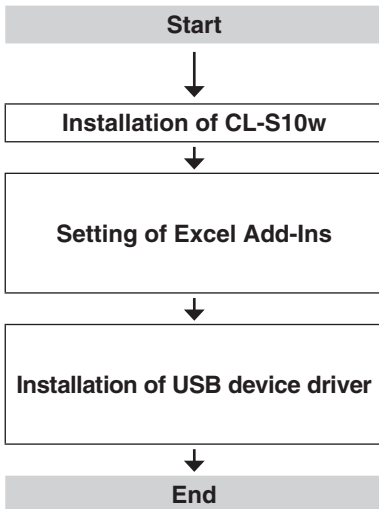 Start
Installation of CL-S10w
Setting of Excel Add-Ins
Installation of USB device driver
End